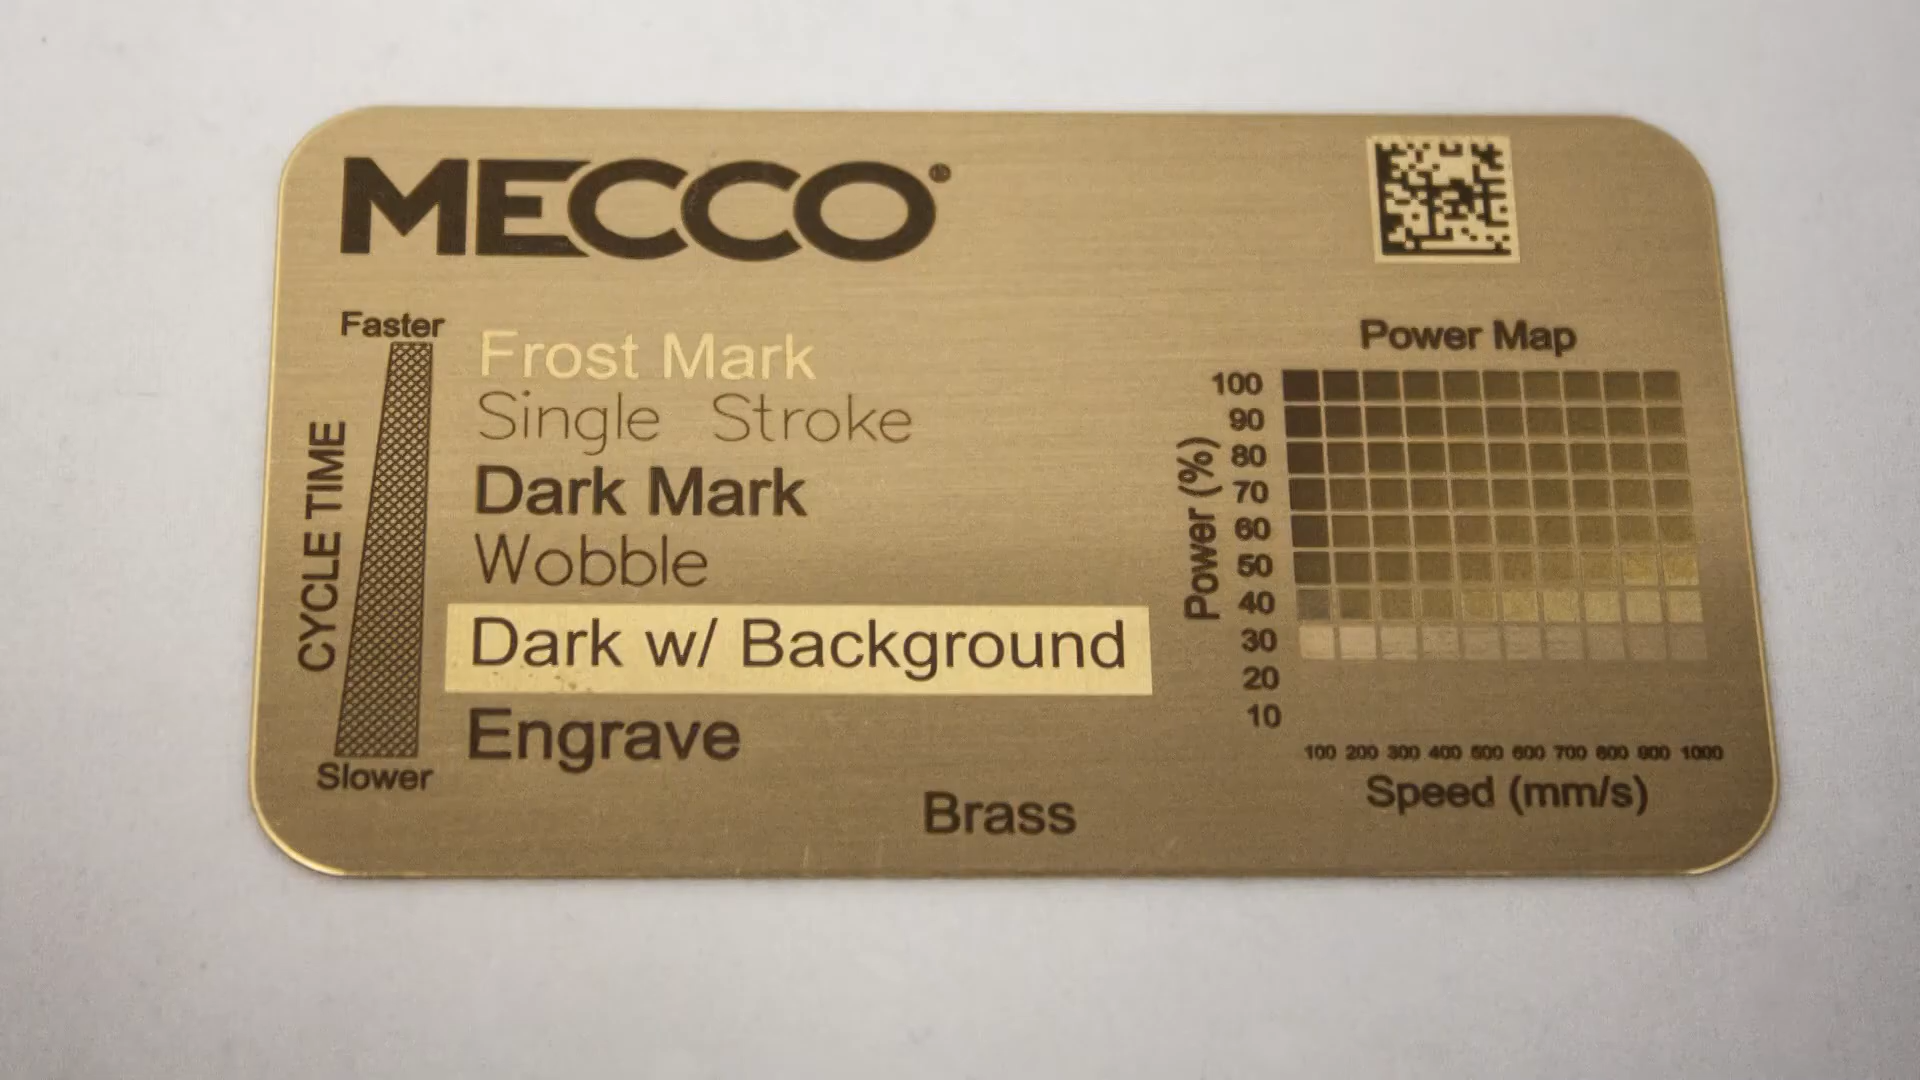 MECCO®
Faster
CYCLE TIME
Slower
Frost Mark
Single Stroke
Dark Mark
Wobble
Dark w/ Background
Engrave
Brass
Power Map
Power (%)
100
90
80
70
60
50
40
30
20
10
100 200 300 400 500 600 700 800 900 1000
Speed (mm/s)